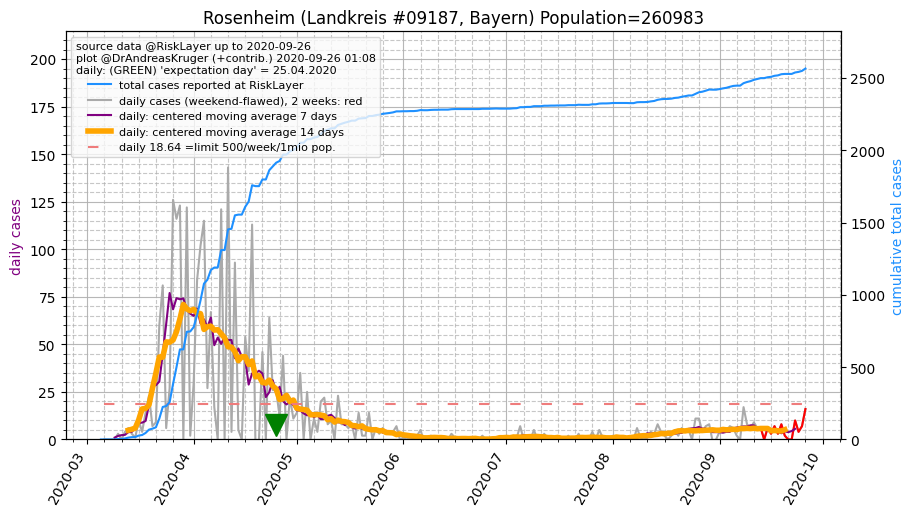 Rosenheim (Landkreis #09187, Bayern) Population=260983
source data @RiskLayer up to 2020-09-26
plot @DrAndreasKruger (+contrib.) 2020-09-26 01:08
daily: (GREEN) 'expectation day' = 25.04.2020
total cases reported at RiskLayer
daily cases (weekend-flawed), 2 weeks: red
daily: centered moving average 7 days
daily: centered moving average 14 days
daily 18.64 =limit 500/week/1mio pop.
daily cases
200
175
150
125
100
75
50
25
0
cumulative total cases
2500
2000
1500
1000
500
0
2020-03
2020-04
2020-05
2020-06
2020-07
2020-08
2020-09
2020-10